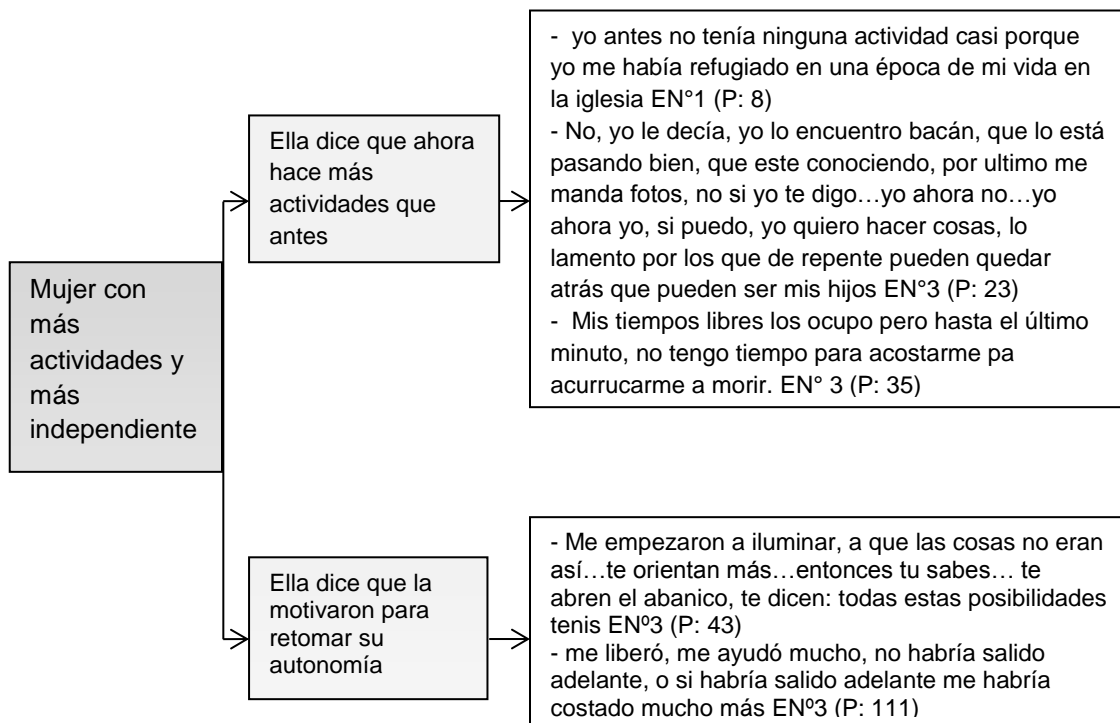 Mujer con
más
actividades y
más
independiente
Ella dice que ahora
hace más
actividades que
antes
- yo antes no tenía ninguna actividad casi porque
yo me había refugiado en una época de mi vida en
la iglesia EN°1 (P: 8)
- No, yo le decía, yo lo encuentro bacán, que lo está
pasando bien, que este conociendo, por ultimo me
manda fotos, no si yo te digo…yo ahora no…yo
ahora yo, si puedo, yo quiero hacer cosas, lo
lamento por los que de repente pueden quedar
atrás que pueden ser mis hijos EN°3 (P: 23)
- Mis tiempos libres los ocupo pero hasta el último
minuto, no tengo tiempo para acostarme pa
acurrucarme a morir. EN° 3 (P: 35)
Ella dice que la
motivaron para
retomar su
autonomía
- Me empezaron a iluminar, a que las cosas no eran
así…te orientan más…entonces tu sabes… te
abren el abanico, te dicen: todas estas posibilidades
tenis ENº3 (P: 43)
- me liberó, me ayudó mucho, no habría salido
adelante, o si habría salido adelante me habría
costado mucho más ENº3 (P: 111)